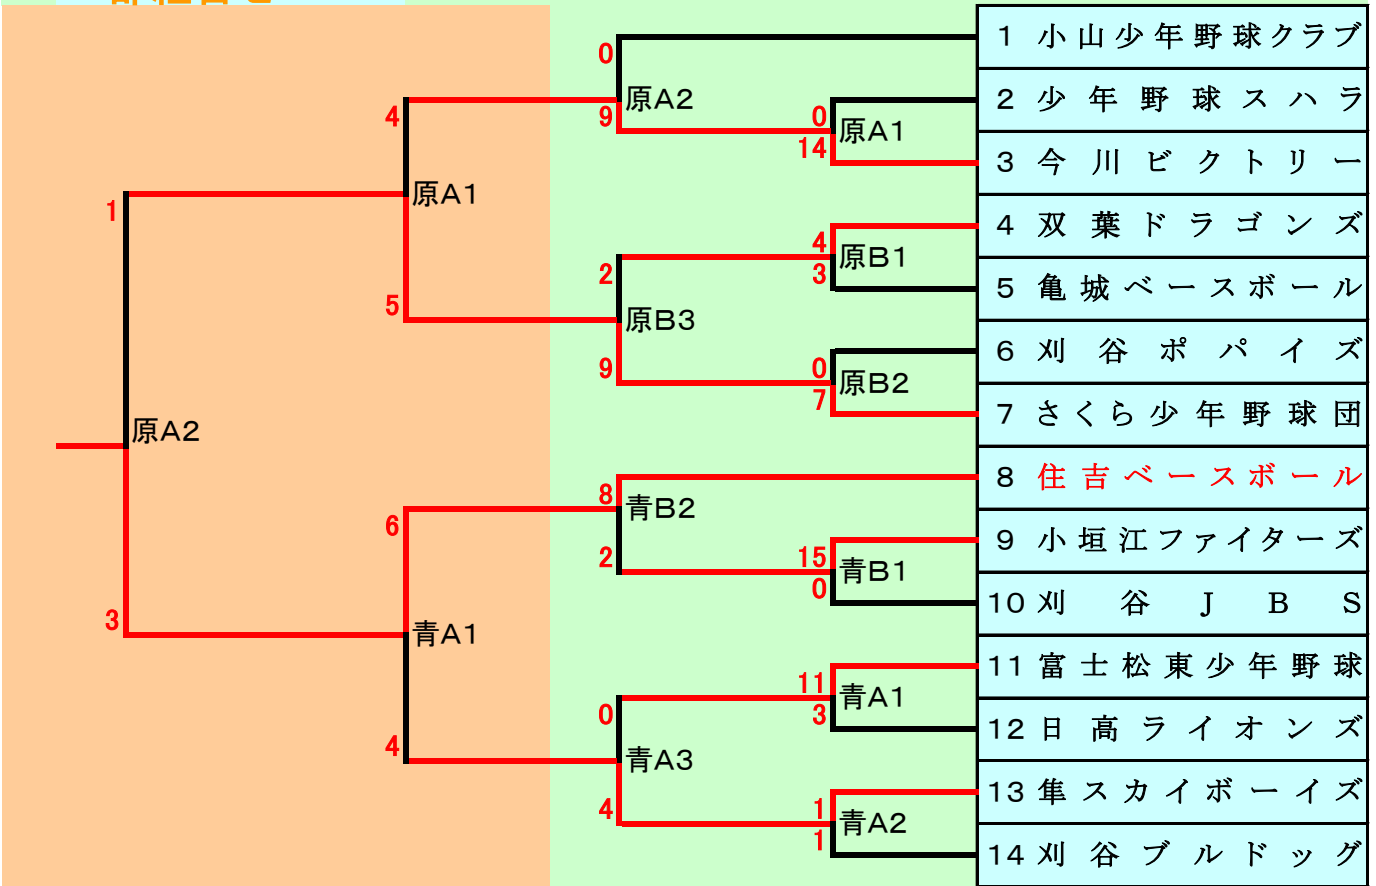 1 小山少年野球クラブ
0
原A2
2 少年野球スハラ
4
9
0
原A1
14
3 今川ビクトリー
原A1
1
4 双葉ドラゴンズ
4
原B1
2
3
5 亀城ベースボール
5
原B3
6 刈谷ポパイズ
9
0
原B2
7
7 さくら少年野球団
原A2
8 住吉ベースボール
8
青B2
6
9 小垣江ファイターズ
2
15
青B1
0
10 刈谷JBS
3
青A1
11 富士松東少年野球
11
青A1
0
3
12 日高ライオンズ
4
青A3
13 隼スカイボーイズ
4
1
青A2
1
14 刈谷ブルドッグ